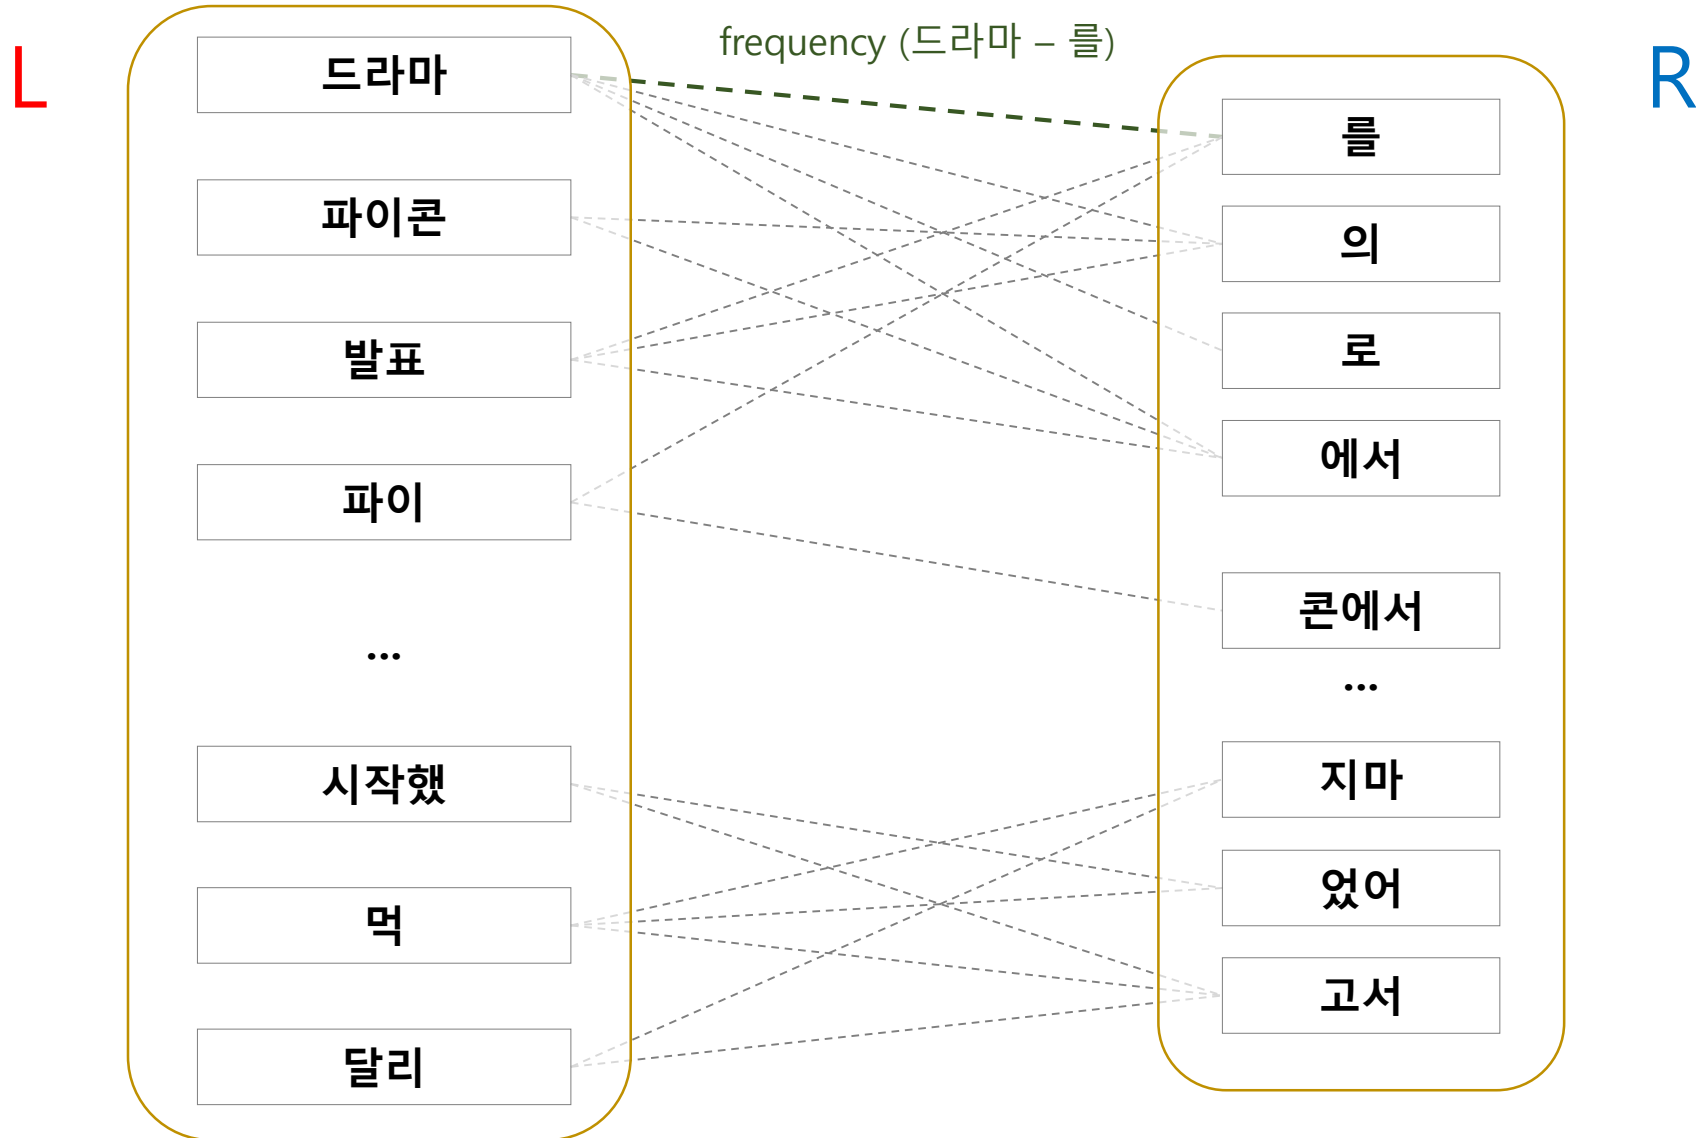 L
frequency (드라마 – 를)
R
드라마
파이콘
발표
파이
...
시작했
먹
달리
를
의
로
에서
콘에서
...
지마
었어
고서